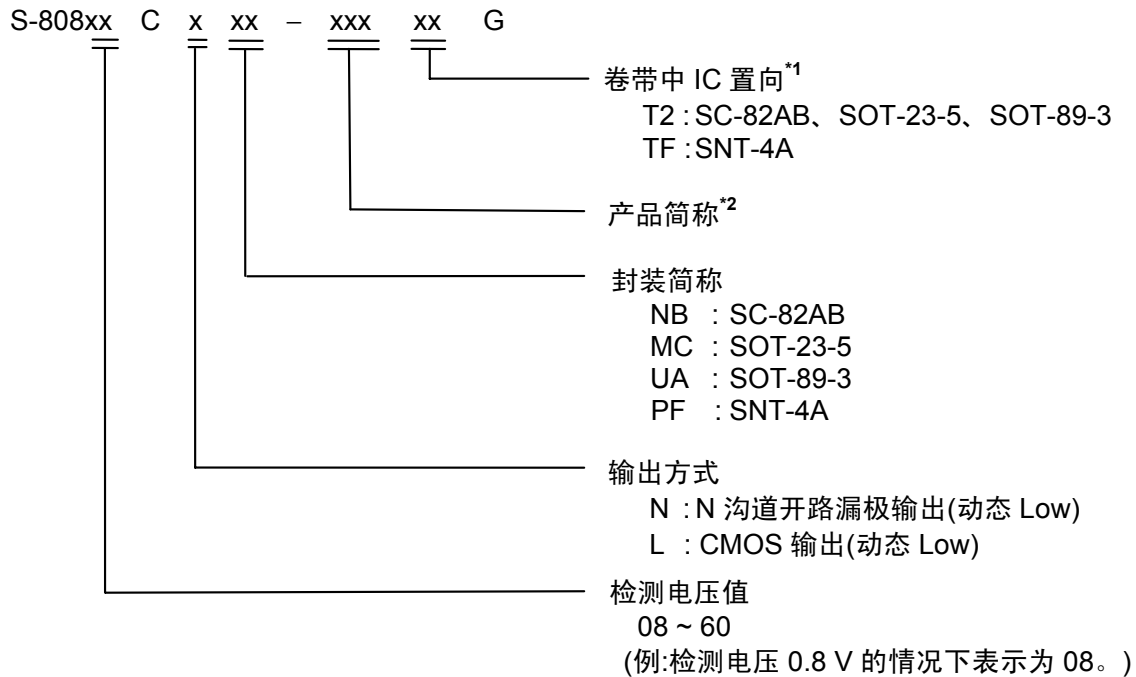 S-808xx C x xx – xxx xx G
卷带中 IC 置向*1
T2 : SC-82AB、SOT-23-5、SOT-89-3
TF : SNT-4A
产品简称*2
封装简称
NB : SC-82AB
MC : SOT-23-5
UA : SOT-89-3
PF : SNT-4A
输出方式
N : N 沟道开路漏极输出(动态 Low)
L : CMOS 输出(动态 Low)
检测电压值
08 ~ 60
(例:检测电压 0.8 V 的情况下表示为 08。)